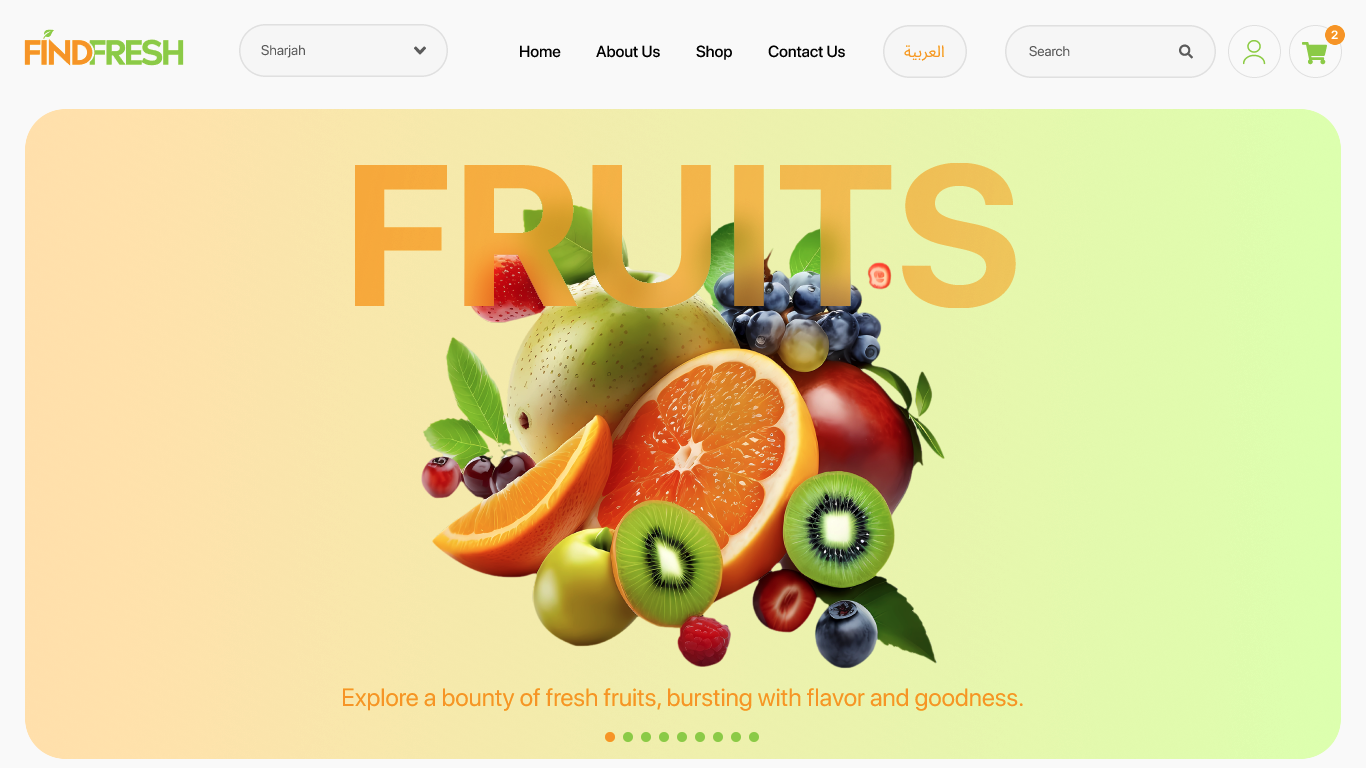 FINDFRESH
Sharjah
Home
About Us
Shop
Contact Us
العربية
Search
2
FRUITS
Explore a bounty of fresh fruits, bursting with flavor and goodness.